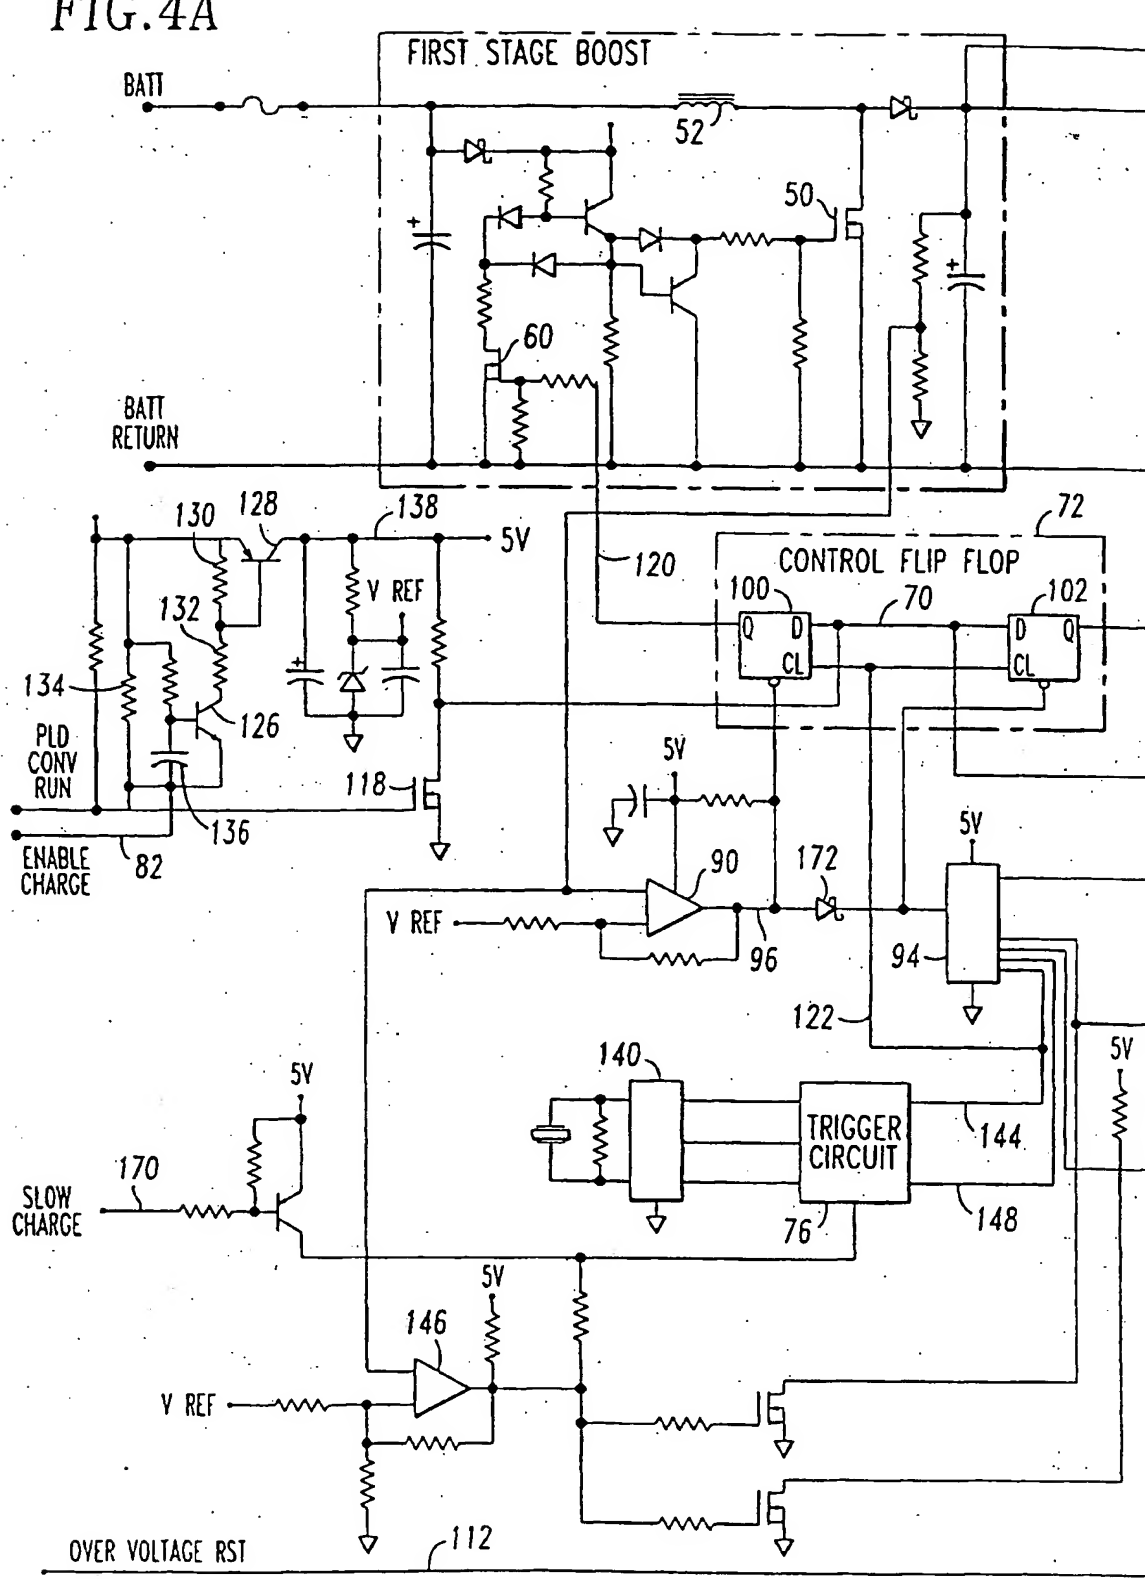 FIG.4A
FIRST STAGE BOOST
BATT
52
50
+
+
60
BATT
RETURN
130
128
138
5V
72
120
CONTROL FLIP FLOP
V REF
100
70
102
132
Q D
D Q
CL
CL
+
134
126
PLD
CONV
RUN
5V
118
136
82
ENABLE
CHARGE
5V
90
172
V REF
96
94
122
140
5V
5V
TRIGGER
CIRCUIT
144
170
SLOW
CHARGE
76
148
5V
146
V REF
OVER VOLTAGE RST
112